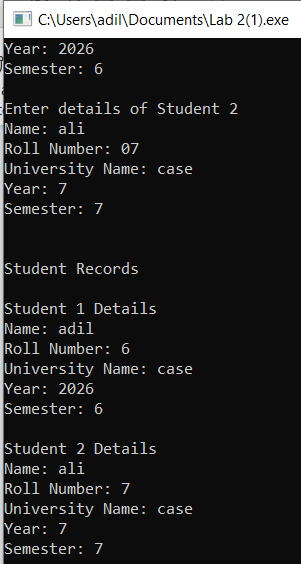 C:\Users\adil\Documents\Lab 2(1).exe
Year: 2026
Semester: 6
Enter details of Student 2
Name: ali
Roll Number: 07
University Name: case
Year: 7
Semester: 7
Student Records
Student 1 Details
Name: adil
Roll Number: 6
University Name: case
Year: 2026
Semester: 6
Student 2 Details
Name: ali
Roll Number: 7
University Name: case
Year: 7
Semester: 7